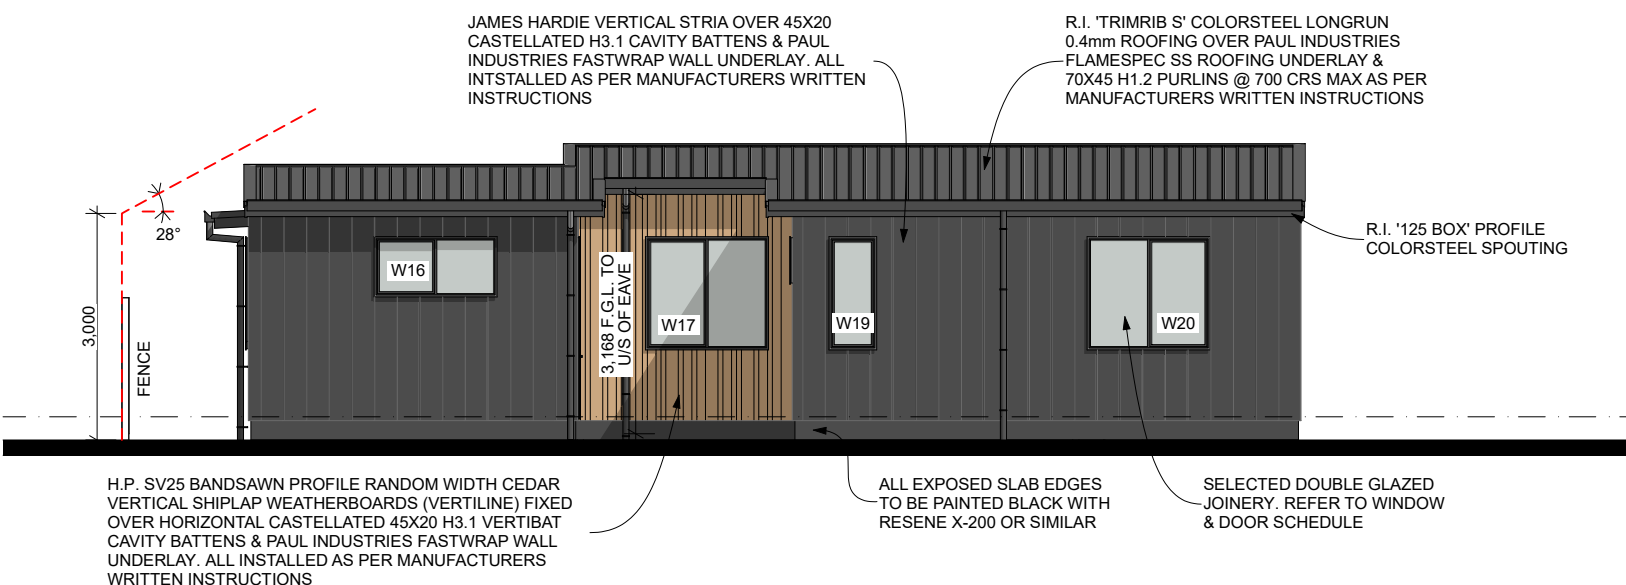 JAMES HARDIE VERTICAL STRIA OVER 45X20
CASTELLATED H3.1 CAVITY BATTENS & PAUL
INDUSTRIES FASTWRAP WALL UNDERLAY. ALL
INTSTALLED AS PER MANUFACTURERS WRITTEN
INSTRUCTIONS
R.I. 'TRIMRIB S' COLORSTEEL LONGRUN
0.4mm ROOFING OVER PAUL INDUSTRIES
FLAMESPEC SS ROOFING UNDERLAY &
70X45 H1.2 PURLINS @ 700 CRS MAX AS PER
MANUFACTURERS WRITTEN INSTRUCTIONS
28°
R.I. '125 BOX' PROFILE
COLORSTEEL SPOUTING
3,000
FENCE
W16
3,168 F.G.L. TO
U/S OF EAVE
W17
W19
W20
H.P. SV25 BANDSAWN PROFILE RANDOM WIDTH CEDAR
VERTICAL SHIPLAP WEATHERBOARDS (VERTILINE) FIXED
OVER HORIZONTAL CASTELLATED 45X20 H3.1 VERTIBAT
CAVITY BATTENS & PAUL INDUSTRIES FASTWRAP WALL
UNDERLAY. ALL INSTALLED AS PER MANUFACTURERS
WRITTEN INSTRUCTIONS
ALL EXPOSED SLAB EDGES
TO BE PAINTED BLACK WITH
RESENE X-200 OR SIMILAR
SELECTED DOUBLE GLAZED
JOINERY. REFER TO WINDOW
& DOOR SCHEDULE